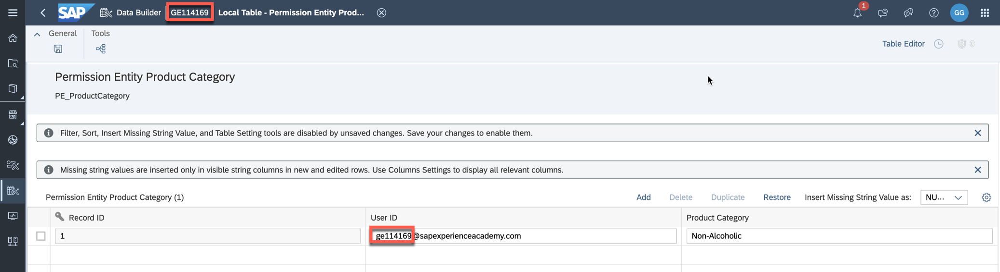 SAP Data Builder GE114169 Local Table - Permission Entity Prod... 1 GG
General Tools
Table Editor 0
Permission Entity Product Category
PE_ProductCategory
Filter, Sort, Insert Missing String Value, and Table Setting tools are disabled by unsaved changes. Save your changes to enable them.
Missing string values are inserted only in visible string columns in new and edited rows. Use Columns Settings to display all relevant columns.
Permission Entity Product Category (1) Add Delete Duplicate Restore Insert Missing String Value as: NU...
Record ID User ID Product Category
1 ge114169@sapexperienceacademy.com Non-Alcoholic